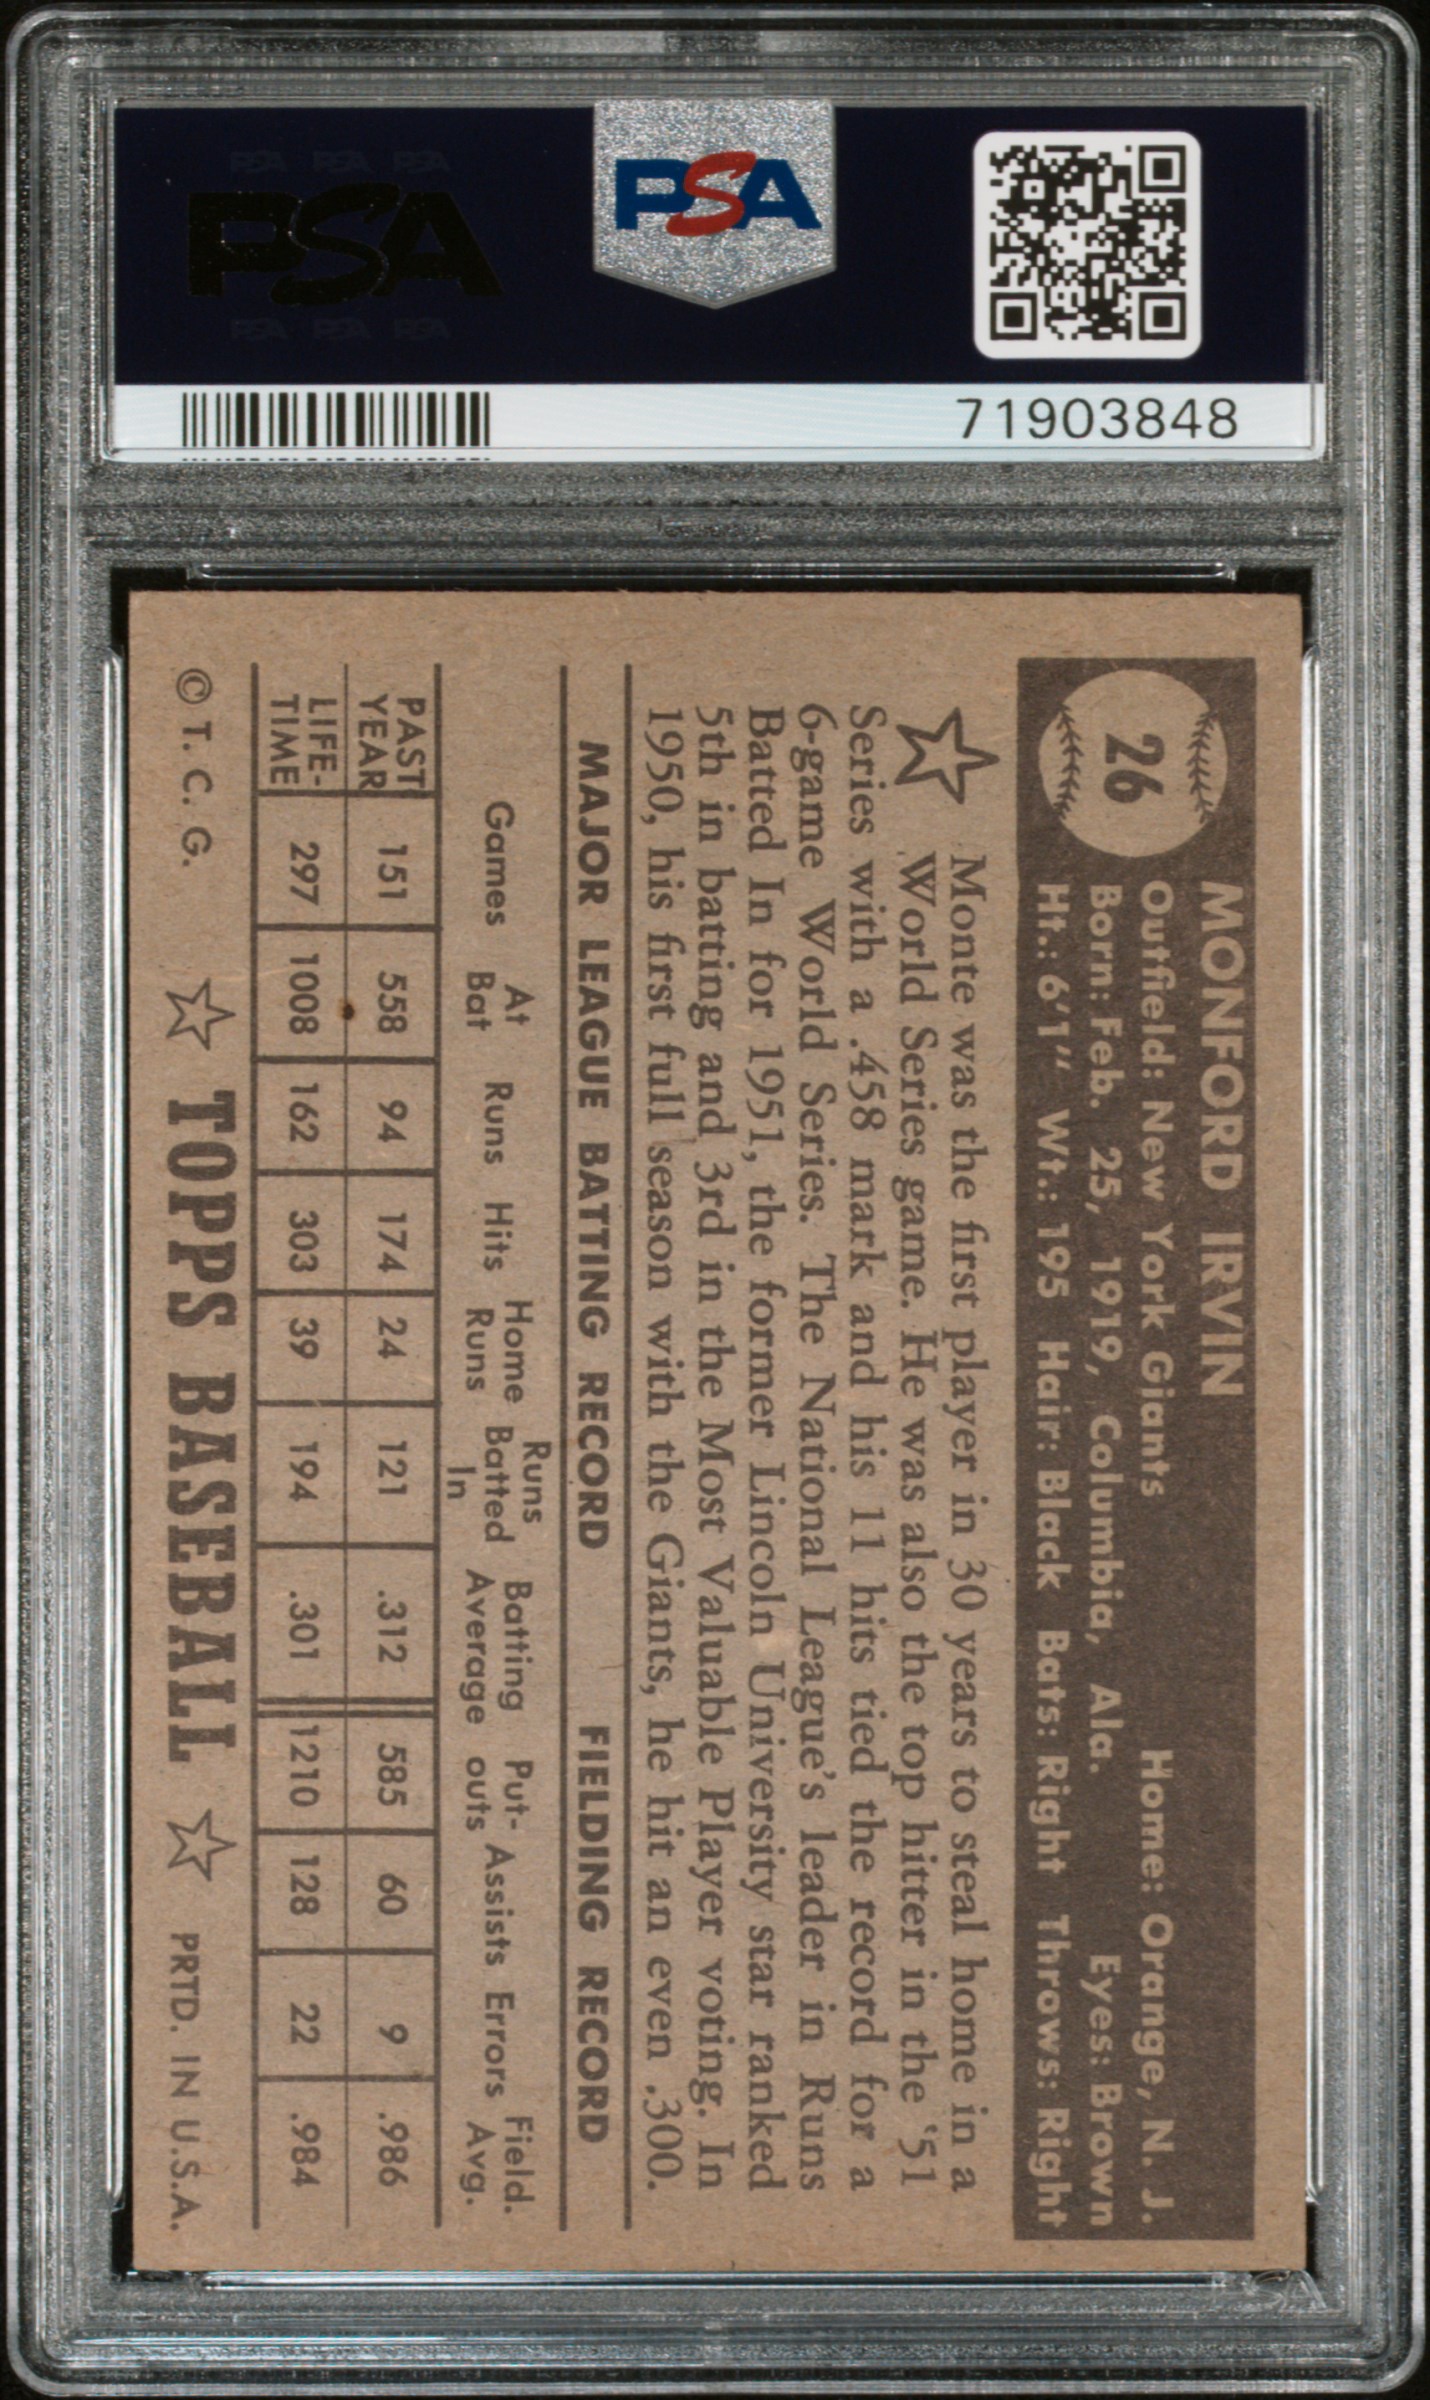 PSA PSA PSA
PSA
PSA PSA PSA
PSA
71903848
26
MONFORD IRVIN
Outfield: New York Giants Home: Orange, N. J.
Born: Feb. 25, 1919, Columbia, Ala. Eyes: Brown
Ht.: 6'1" Wt.: 195 Hair: Black Bats: Right Throws: Right
Monte was the first player in 30 years to steal home in a
World Series game. He was also the top hitter in the '51
Series with a .458 mark and his 11 hits tied the record for a
6-game World Series. The National League's leader in Runs
Batted In for 1951, the former Lincoln University star ranked
5th in batting and 3rd in the Most Valuable Player voting. In
1950, his first full season with the Giants, he hit an even .300.
MAJOR LEAGUE BATTING RECORD FIELDING RECORD
Games At Bat Runs Hits Home Runs Runs Batted In Batting Average Put-outs Assists Errors Field. Avg.
PAST YEAR 151 558 94 174 24 121 .312 585 60 9 .986
LIFE-TIME 297 1008 162 303 39 194 .301 1210 128 22 .984
© T. C. G. ☆ TOPPS BASEBALL ☆ PRTD. IN U.S.A.
PSA